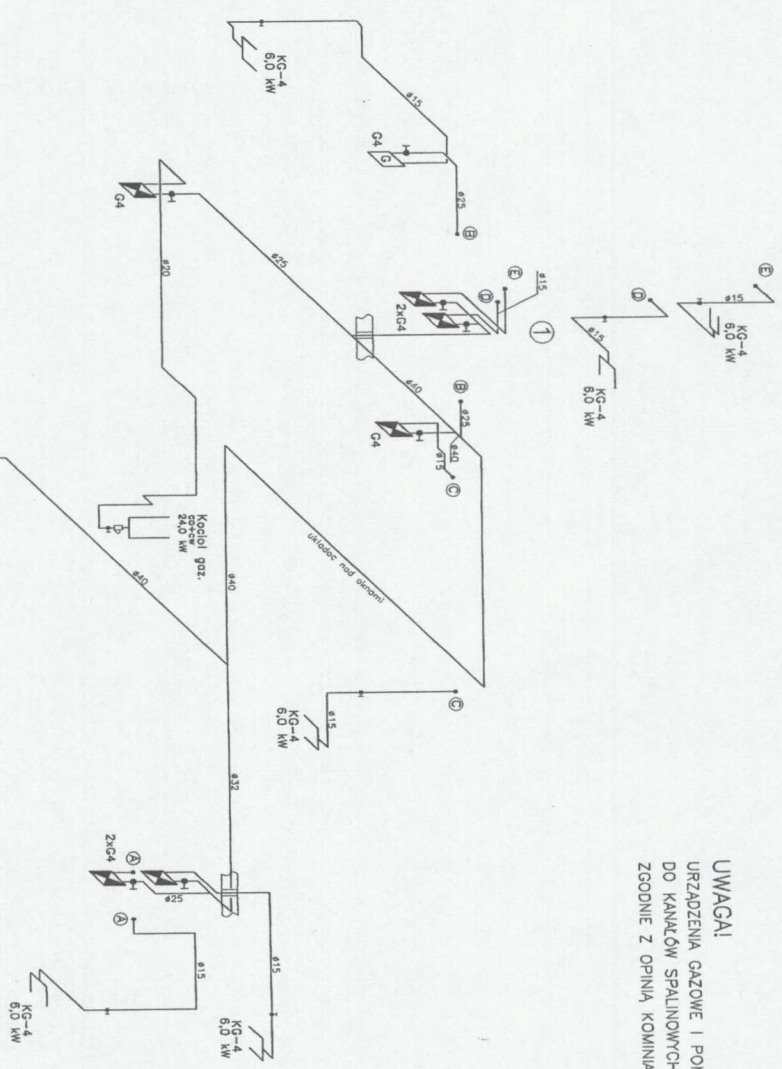 UWAGA!
URZĄDZENIA GAZOWE I
DO KANAŁÓW SPALINOWYCH
ZGODNIE Z OPINIĄ
KG-4
6,0 kW
ø15
G4
G
ø25
B
G4
ø25
ø20
E
D
ø15
2xG4
1
E
ø15
KG-4
6,0 kW
D
ø15
KG-4
6,0 kW
ø40
B
ø25
ø40
ø15
C
G4
układać nad oknami
ø40
Kocioł gaz.
co+cw
24,0 kW
ø40
C
ø15
KG-4
6,0 kW
ø32
2xG4
A
ø25
A
ø15
KG-4
6,0 kW
ø15
KG-4
6,0 kW